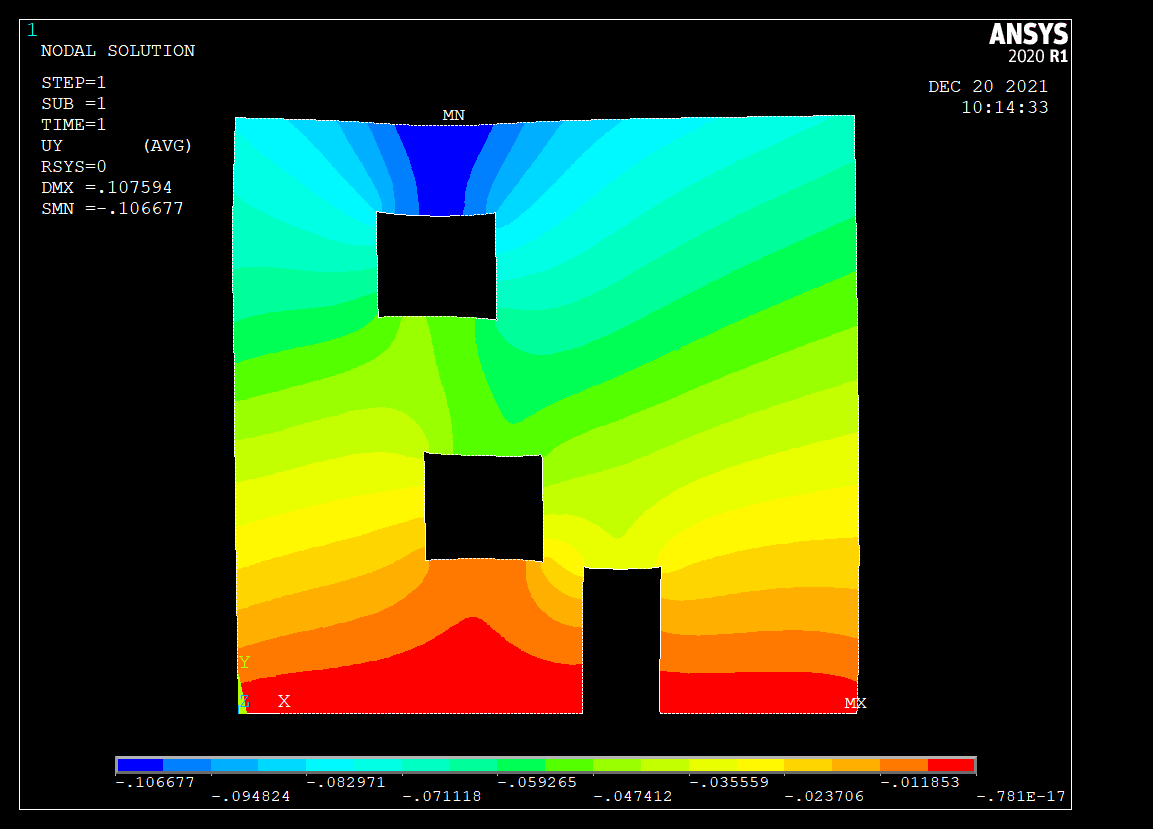 1
NODAL SOLUTION
STEP=1
SUB =1
TIME=1
UY (AVG)
RSYS=0
DMX =.107594
SMN =-.106677
ANSYS
2020 R1
DEC 20 2021
10:14:33
MN
Y
Z X
MX
-.106677 -.082971 -.059265 -.035559 -.011853
-.094824 -.071118 -.047412 -.023706 -.781E-17